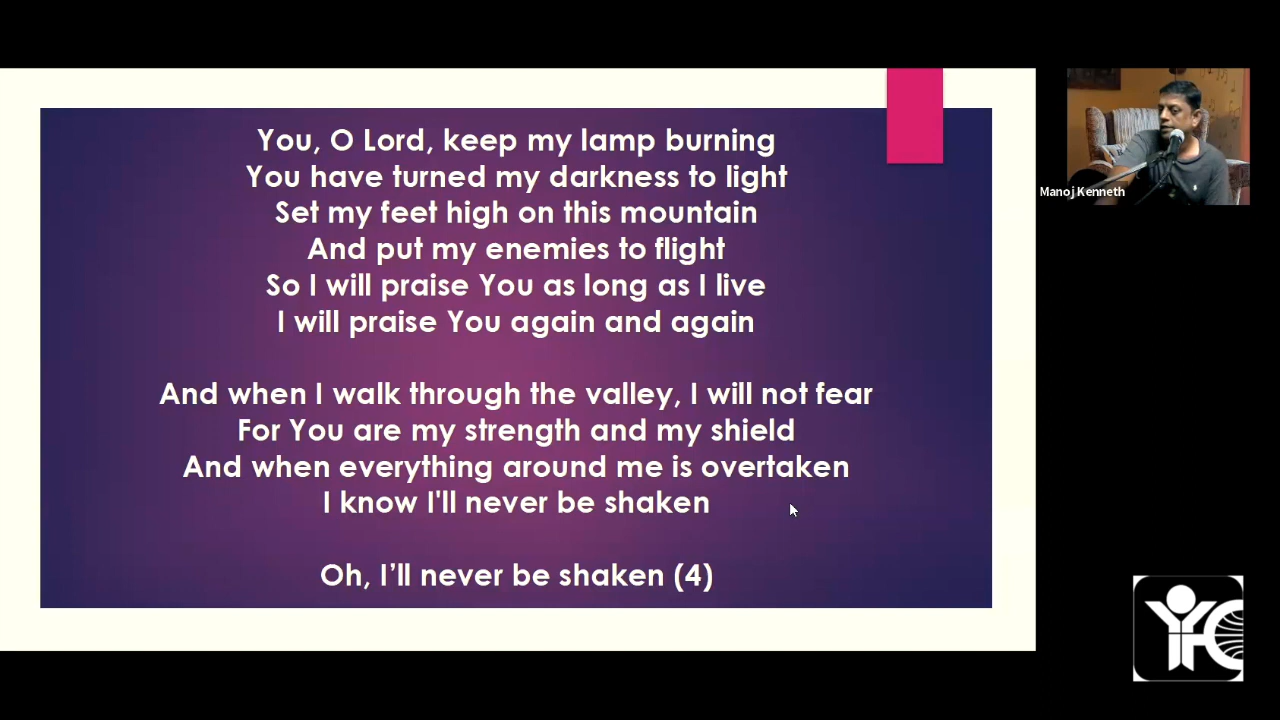 You, O Lord, keep my lamp burning
You have turned my darkness to light
Set my feet high on this mountain
And put my enemies to flight
So I will praise You as long as I live
I will praise You again and again
And when I walk through the valley, I will not fear
For You are my strength and my shield
And when everything around me is overtaken
I know I'll never be shaken
Oh, I’ll never be shaken (4)
Manoj Kenneth
YFC